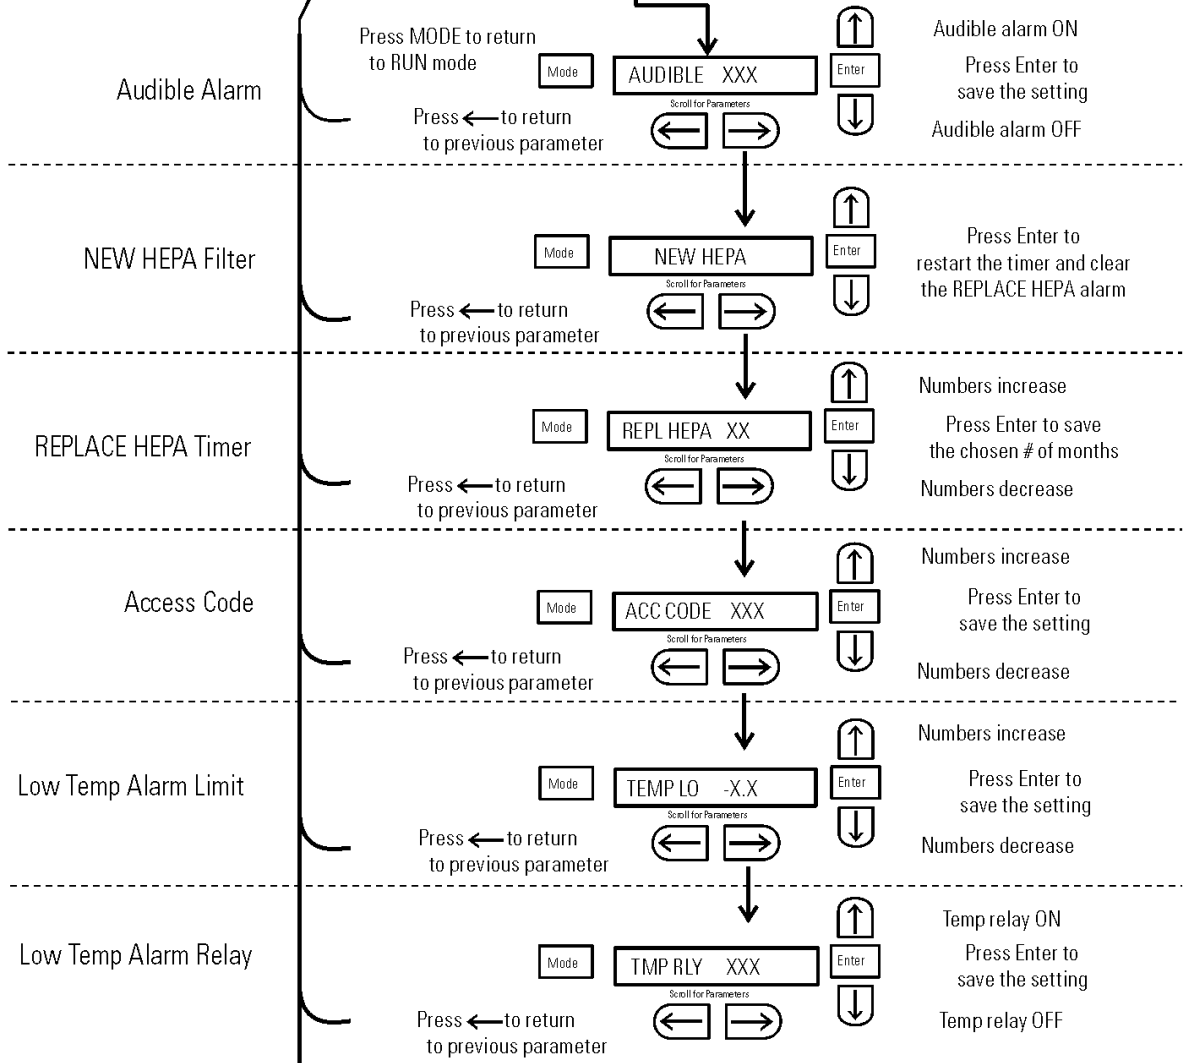 Press MODE to return
to RUN mode
Audible Alarm
Mode
AUDIBLE XXX
Scroll for Parameters
Press ← to return
to previous parameter
Audible alarm ON
Enter
Press Enter to
save the setting
Audible alarm OFF
NEW HEPA Filter
Mode
NEW HEPA
Scroll for Parameters
Press ← to return
to previous parameter
Enter
Press Enter to
restart the timer and clear
the REPLACE HEPA alarm
REPLACE HEPA Timer
Mode
REPL HEPA XX
Scroll for Parameters
Press ← to return
to previous parameter
Numbers increase
Enter
Press Enter to save
the chosen # of months
Numbers decrease
Access Code
Mode
ACC CODE XXX
Scroll for Parameters
Press ← to return
to previous parameter
Numbers increase
Enter
Press Enter to
save the setting
Numbers decrease
Low Temp Alarm Limit
Mode
TEMP LO -X.X
Scroll for Parameters
Press ← to return
to previous parameter
Numbers increase
Enter
Press Enter to
save the setting
Numbers decrease
Low Temp Alarm Relay
Mode
TMP RLY XXX
Scroll for Parameters
Press ← to return
to previous parameter
Temp relay ON
Enter
Press Enter to
save the setting
Temp relay OFF